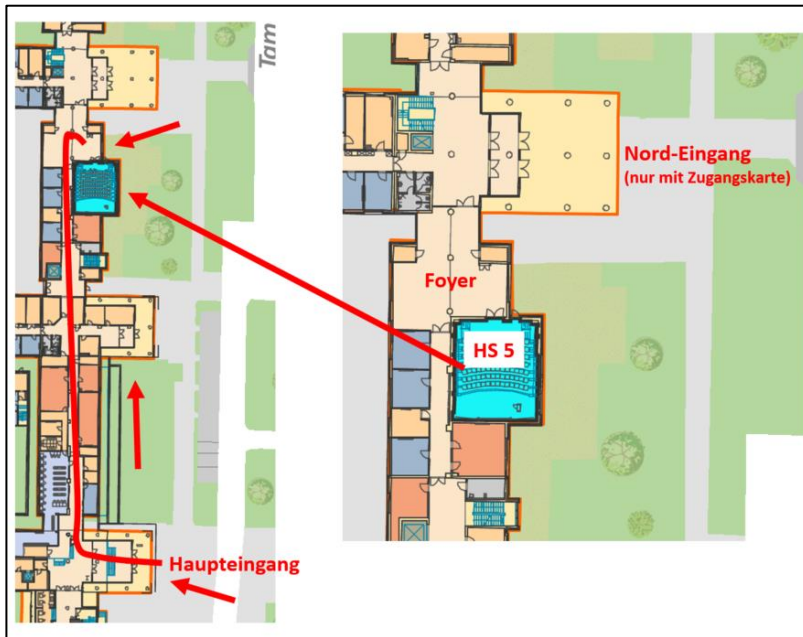 Tam
Haupteingang
Nord-Eingang
(nur mit Zugangskarte)
Foyer
HS 5